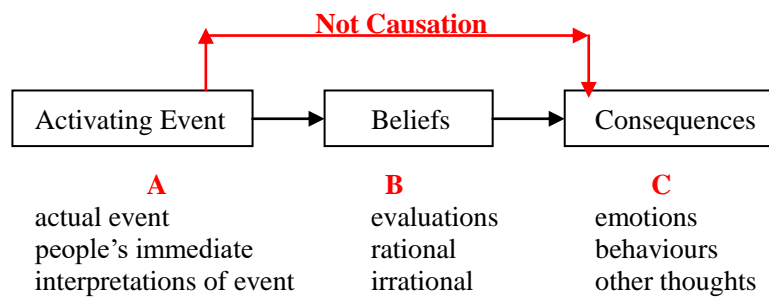 Not Causation
Activating Event
Beliefs
Consequences
A
B
C
actual event
people’s immediate
interpretations of event
evaluations
rational
irrational
emotions
behaviours
other thoughts